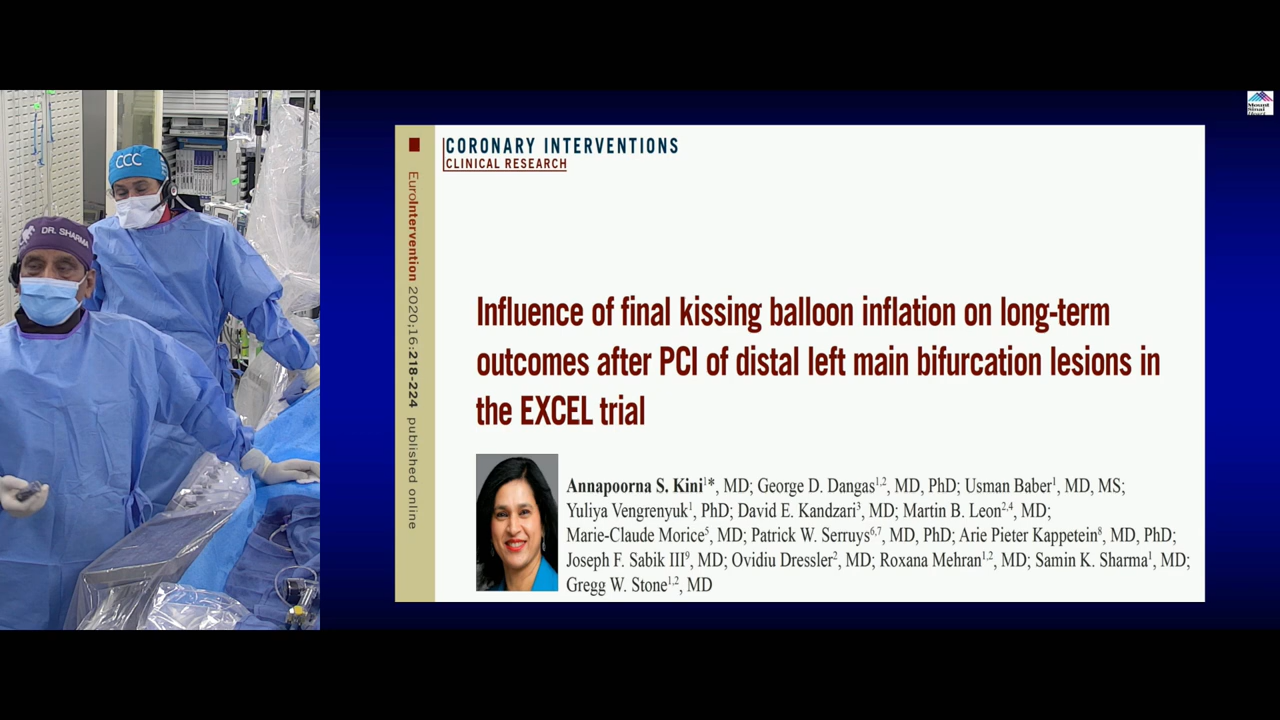 CCC
DR. SHARMA
Mount
Sinai
Heart
CORONARY INTERVENTIONS
CLINICAL RESEARCH
EuroIntervention 2020;16:218-224 published online
Influence of final kissing balloon inflation on long-term
outcomes after PCI of distal left main bifurcation lesions in
the EXCEL trial
Annapoorna S. Kini1*, MD; George D. Dangas1,2, MD, PhD; Usman Baber1, MD, MS;
Yuliya Vengrenyuk1, PhD; David E. Kandzari3, MD; Martin B. Leon2,4, MD;
Marie-Claude Morice5, MD; Patrick W. Serruys6,7, MD, PhD; Arie Pieter Kappetein8, MD, PhD;
Joseph F. Sabik III9, MD; Ovidiu Dressler2, MD; Roxana Mehran1,2, MD; Samin K. Sharma1, MD;
Gregg W. Stone1,2, MD